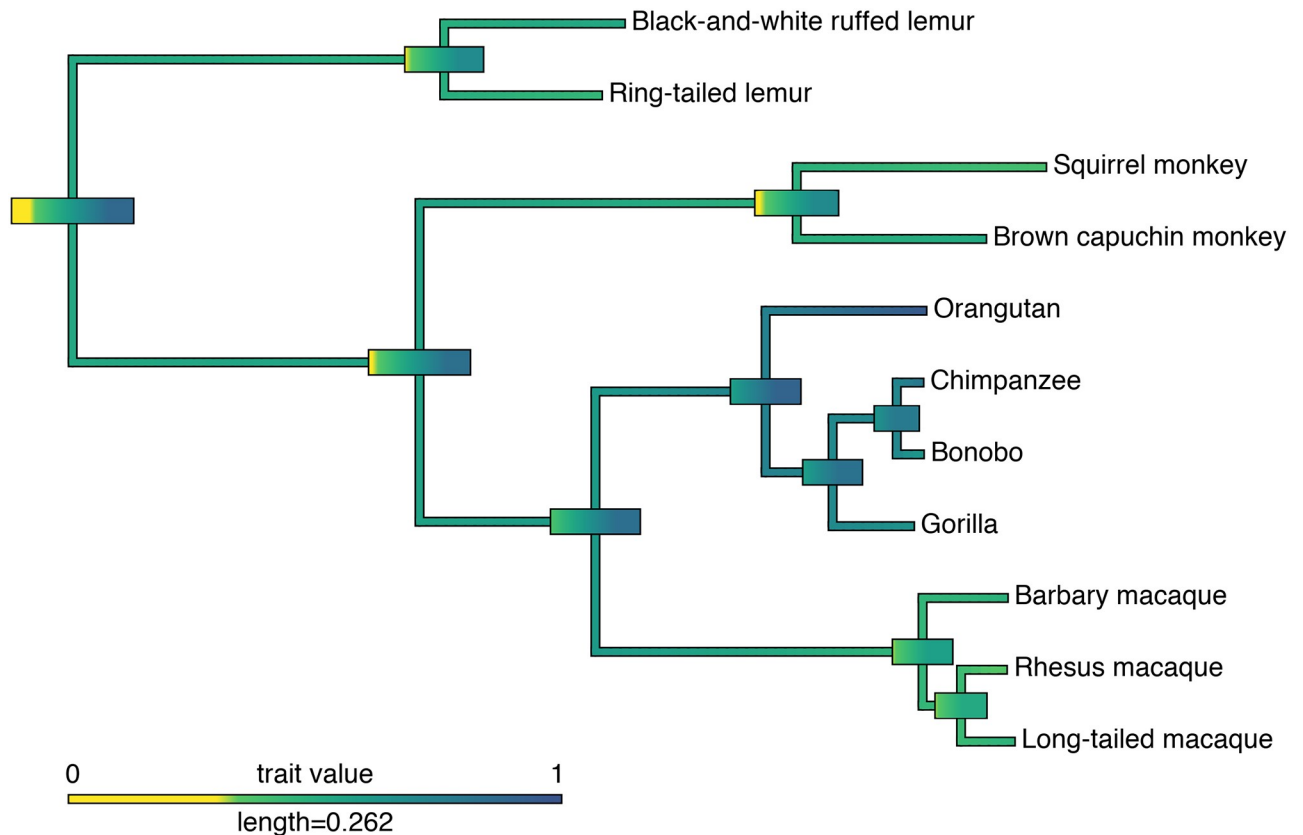 Black-and-white ruffed lemur
Ring-tailed lemur
Squirrel monkey
Brown capuchin monkey
Orangutan
Chimpanzee
Bonobo
Gorilla
Barbary macaque
Rhesus macaque
Long-tailed macaque
0 trait value 1
length=0.262